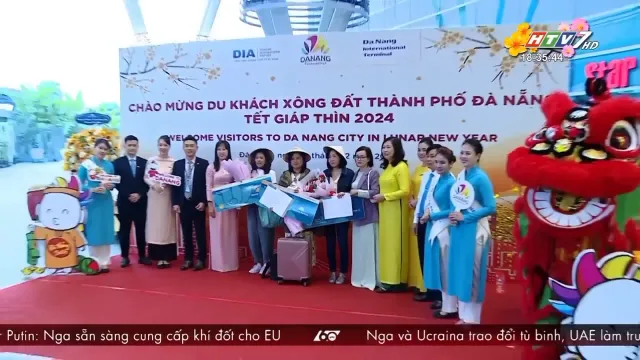 HTV7 HD
18:35:44
DIA
DANANG
Da Nang
International
Terminal
Star
CHÀO MỪNG DU KHÁCH XÔNG ĐẤT THÀNH PHỐ ĐÀ NẴNG
TẾT GIÁP THÌN 2024
WELCOME VISITORS TO DA NANG CITY IN LUNAR NEW YEAR
DANANG
Putin: Nga sẵn sàng cung cấp khí đốt cho EU
60
Nga và Ucraina trao đổi tù binh, UAE làm